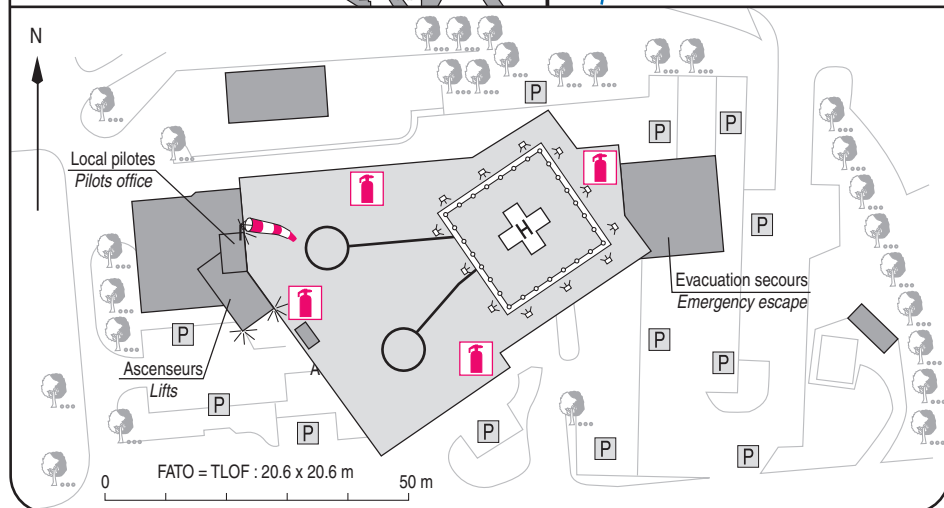 N
P
P
P
Local pilotes
Pilots office
H
P
Evacuation secours
Emergency escape
P
P
P
Ascenseurs
Lifts
A
P
P
P
P
P
FATO = TLOF : 20.6 x 20.6 m
0
50 m